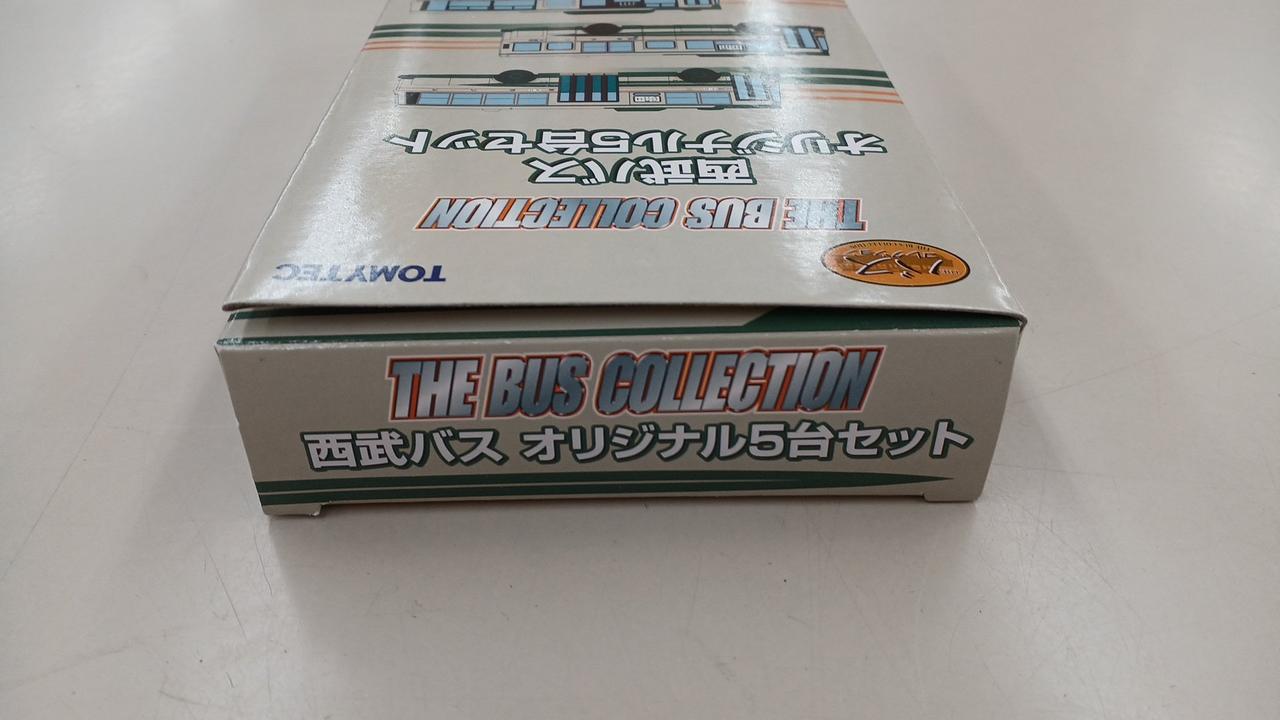 オリジナル5台セット
西武バス
THE BUS COLLECTION
TOMYTEC
THE BUS COLLECTION
西武バス オリジナル5台セット